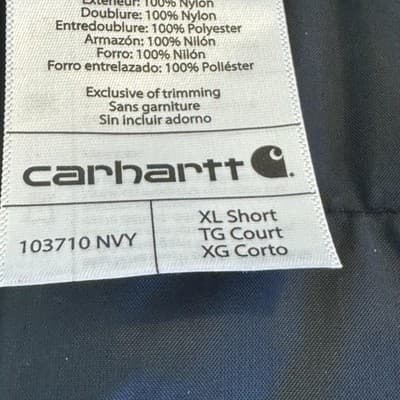 Extérieur: 100% Nylon
Doublure: 100% Nylon
Entredoublure: 100% Polyester
Armazón: 100% Nilón
Forro: 100% Nilón
Forro entrelazado: 100% Poliéster
Exclusive of trimming
Sans garniture
Sin incluir adorno
carhartt
103710 NVY
XL Short
TG Court
XG Corto